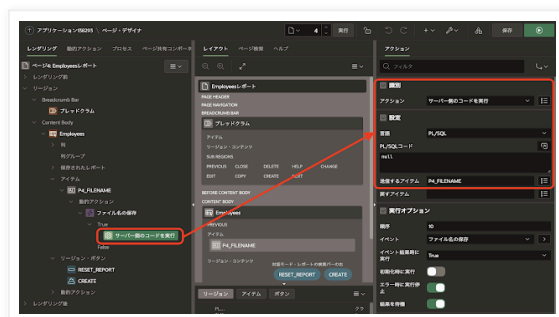 アプリケーション156295 \ ページ・デザイナ
4
実行
保存
レンダリング 動的アクション プロセス ページ共有コンポーネ
レイアウト ページ検索 ヘルプ
アクション
ページ4: Employeesレポート
レンダリング前
リージョン
Breadcrumb Bar
ブレッドクラム
Content Body
Employees
列
列グループ
保存されたレポート
アイテム
P4_FILENAME
動的アクション
ファイル名の保存
True
サーバー側のコードを実行
False
リージョン・ボタン
RESET_REPORT
CREATE
動的アクション
レンダリング後
Employeesレポート
PAGE HEADER
PAGE NAVIGATION
BREADCRUMB BAR
ブレッドクラム
アイテム
リージョン・コンテンツ
SUB REGIONS
PREVIOUS CLOSE DELETE HELP CHANGE
EDIT COPY CREATE
BEFORE CONTENT BODY
CONTENT BODY
Employees
PREVIOUS
アイテム
P4_FILENAME
リージョン・コンテンツ
RESET_REPORT CREATE
リージョン アイテム ボタン
フィルタ
識別
アクション サーバー側のコードを実行
設定
言語 PL/SQL
PL/SQLコード
null
送信するアイテム P4_FILENAME
戻すアイテム
実行オプション
順序 10
イベント ファイル名の保存
イベント結果時に実行 True
初期化時に実行
エラー時に実行停止
結果を待機